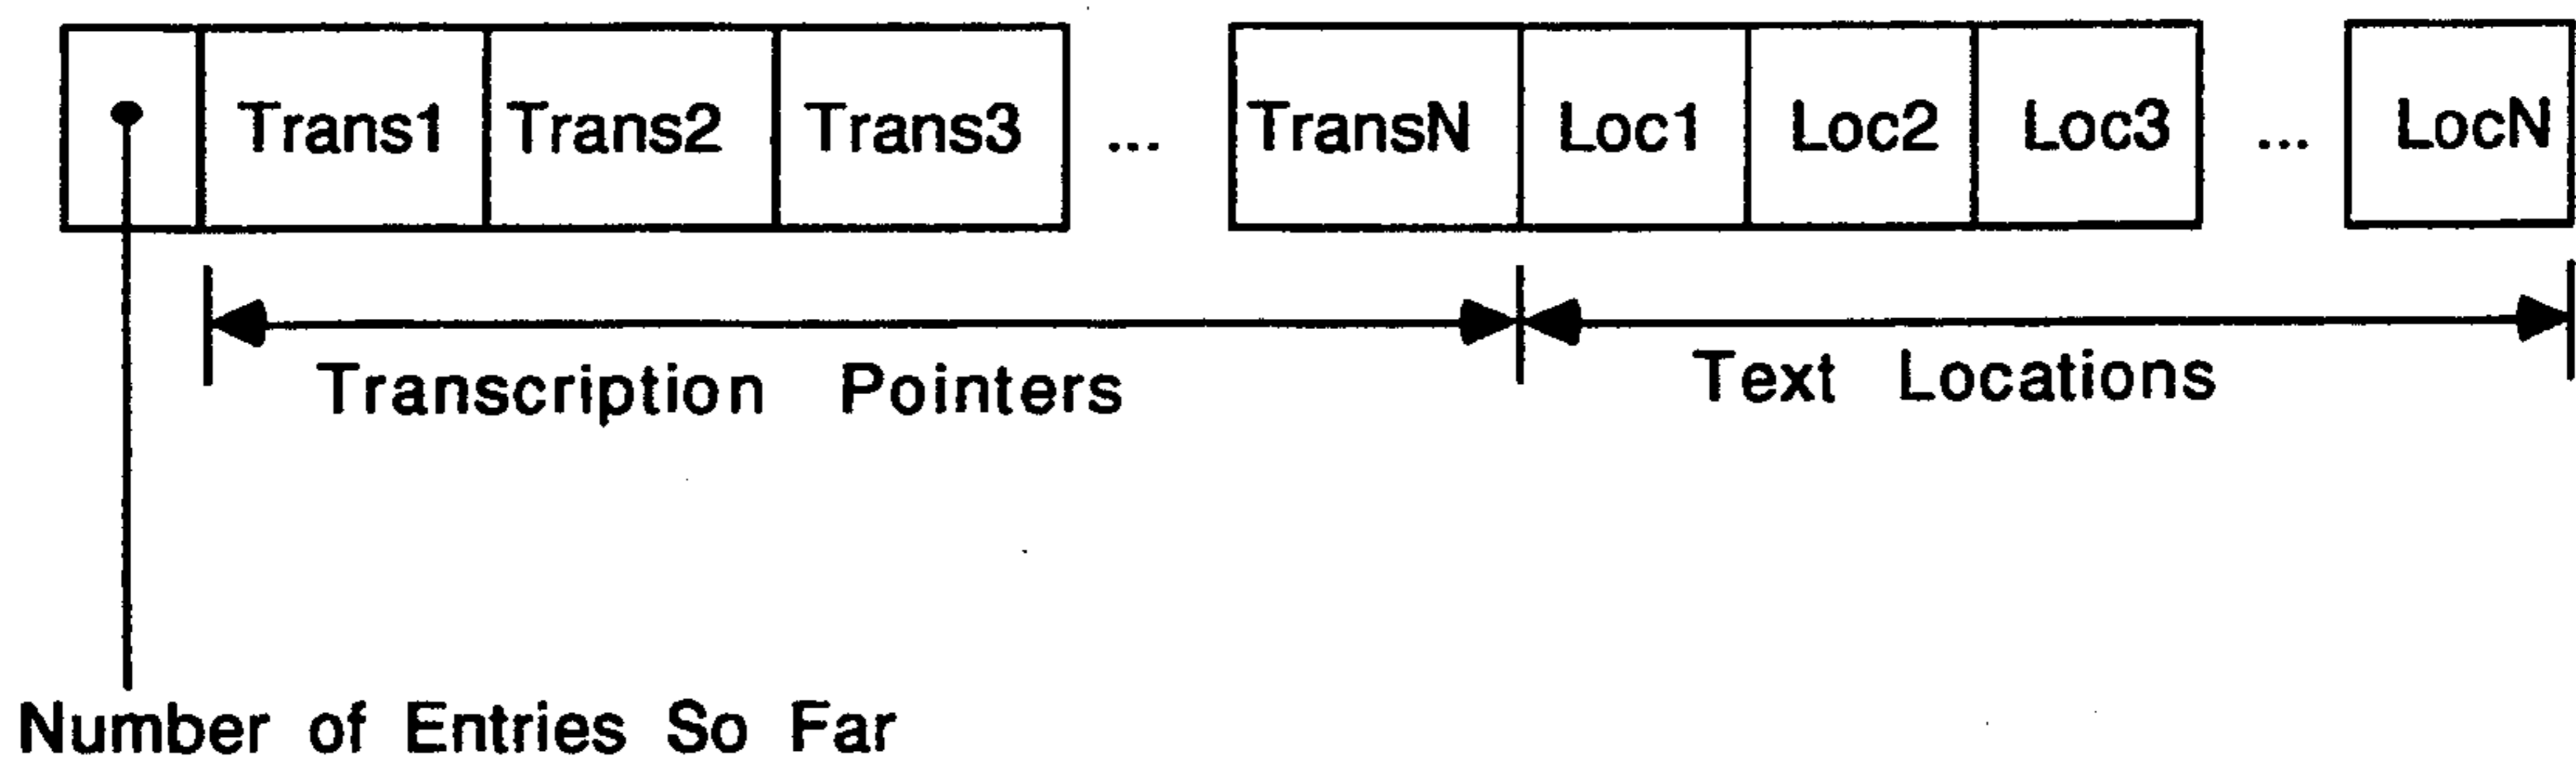 Trans1 Trans2 Trans3 ... TransN Loc1 Loc2 Loc3 ... LocN
Transcription Pointers Text Locations
Number of Entries So Far